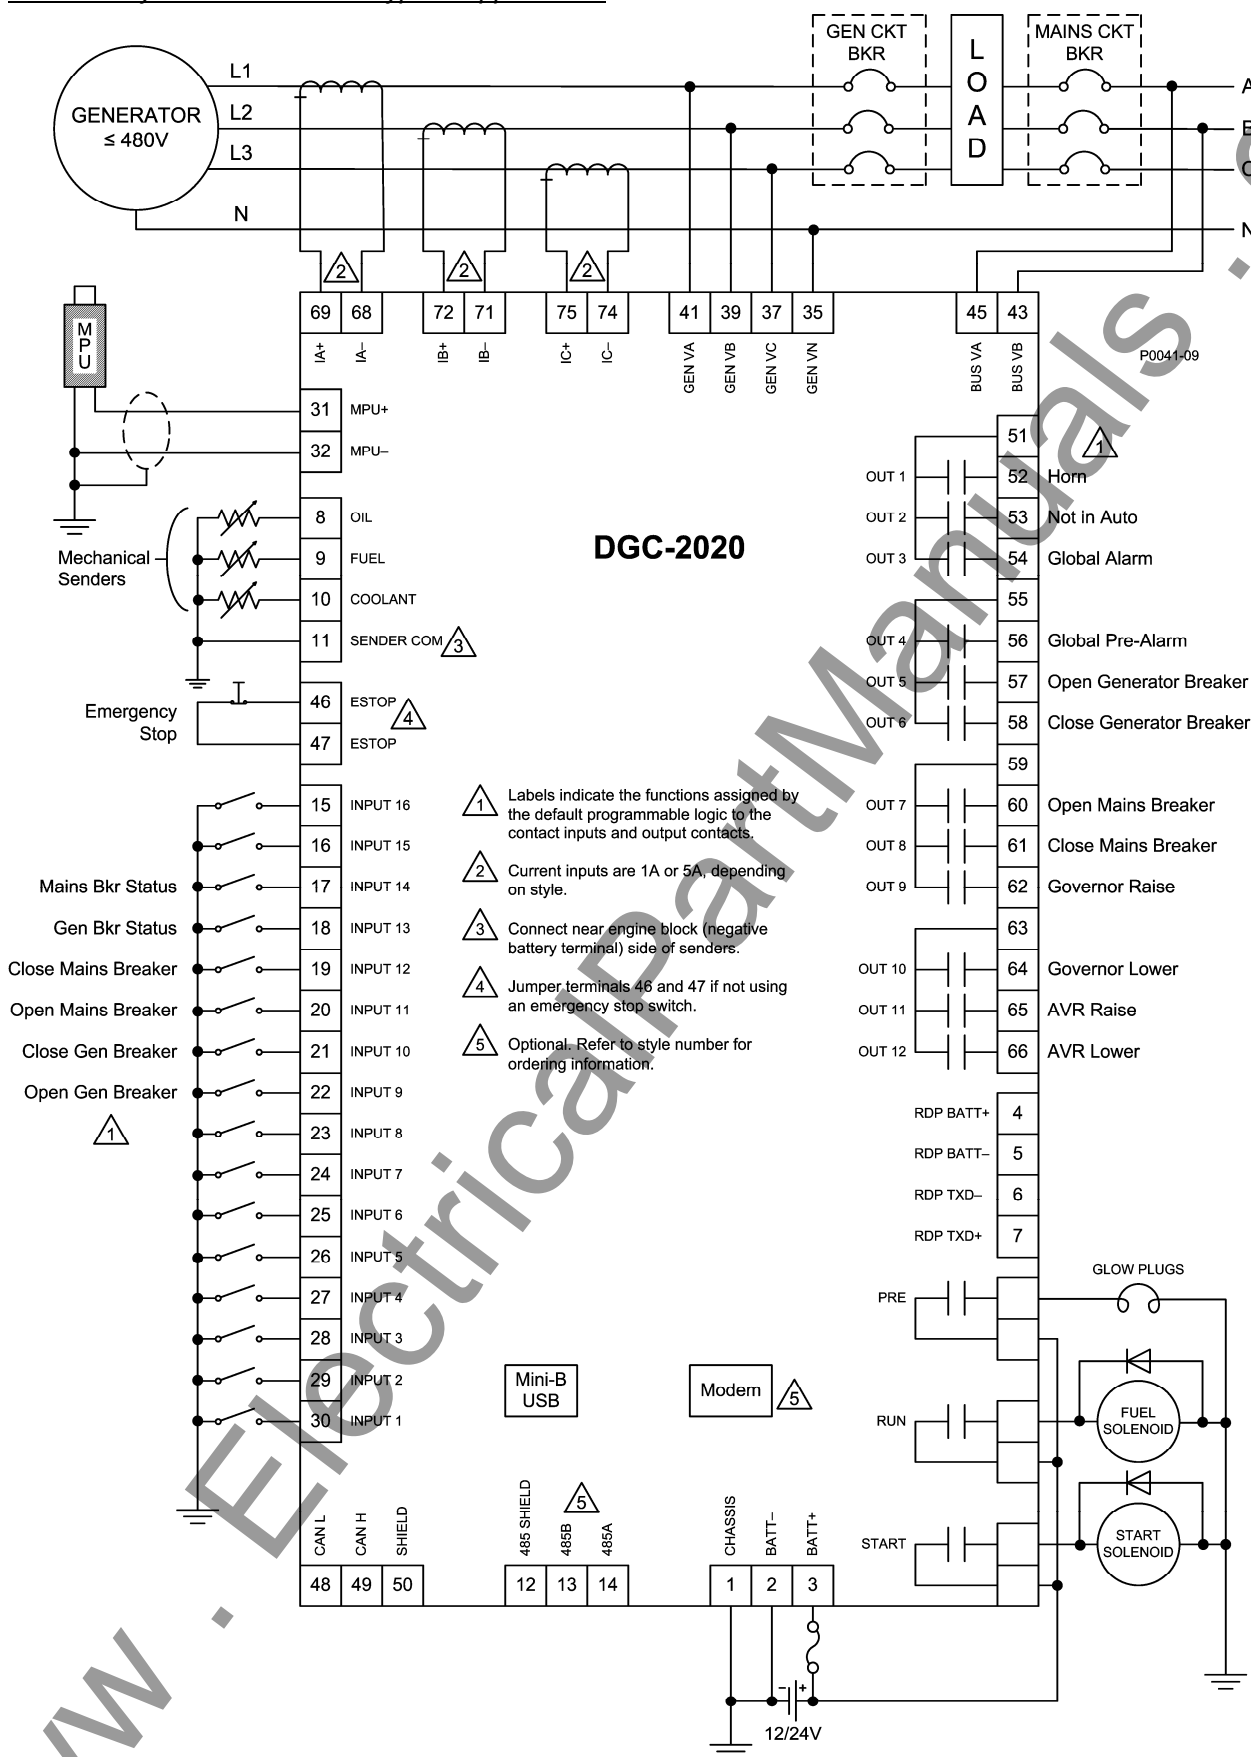 GEN CKT
BKR
LOAD
MAINS CKT
BKR
GENERATOR
≤ 480V
L1
L2
L3
N
A
B
C
N
2
2
2
69
68
72
71
75
74
41
39
37
35
45
43
IA+
IA–
IB+
IB–
IC+
IC–
GEN VA
GEN VB
GEN VC
GEN VN
BUS VA
BUS VB
P0041-09
MPU
31 MPU+
32 MPU–
Mechanical
Senders
8 OIL
9 FUEL
10 COOLANT
11 SENDER COM 3
Emergency
Stop
46 ESTOP
47 ESTOP
4
DGC-2020
51
1
OUT 1 52 Horn
OUT 2 53 Not in Auto
OUT 3 54 Global Alarm
55
OUT 4 56 Global Pre-Alarm
OUT 5 57 Open Generator Breaker
OUT 6 58 Close Generator Breaker
59
OUT 7 60 Open Mains Breaker
OUT 8 61 Close Mains Breaker
OUT 9 62 Governor Raise
63
OUT 10 64 Governor Lower
OUT 11 65 AVR Raise
OUT 12 66 AVR Lower
15 INPUT 16
16 INPUT 15
Mains Bkr Status 17 INPUT 14
Gen Bkr Status 18 INPUT 13
Close Mains Breaker 19 INPUT 12
Open Mains Breaker 20 INPUT 11
Close Gen Breaker 21 INPUT 10
Open Gen Breaker 22 INPUT 9
1
23 INPUT 8
24 INPUT 7
25 INPUT 6
26 INPUT 5
27 INPUT 4
28 INPUT 3
29 INPUT 2
30 INPUT 1
1 Labels indicate the functions assigned by
the default programmable logic to the
contact inputs and output contacts.
2 Current inputs are 1A or 5A, depending
on style.
3 Connect near engine block (negative
battery terminal) side of senders.
4 Jumper terminals 46 and 47 if not using
an emergency stop switch.
5 Optional. Refer to style number for
ordering information.
RDP BATT+ 4
RDP BATT– 5
RDP TXD– 6
RDP TXD+ 7
GLOW PLUGS
PRE
RUN
FUEL
SOLENOID
START
START
SOLENOID
Mini-B
USB
Modem
5
CAN L
CAN H
SHIELD
48
49
50
485 SHIELD
485B
485A
5
12
13
14
CHASSIS
BATT–
BATT+
1
2
3
– +
12/24V
w . ElectricalPartManuals .